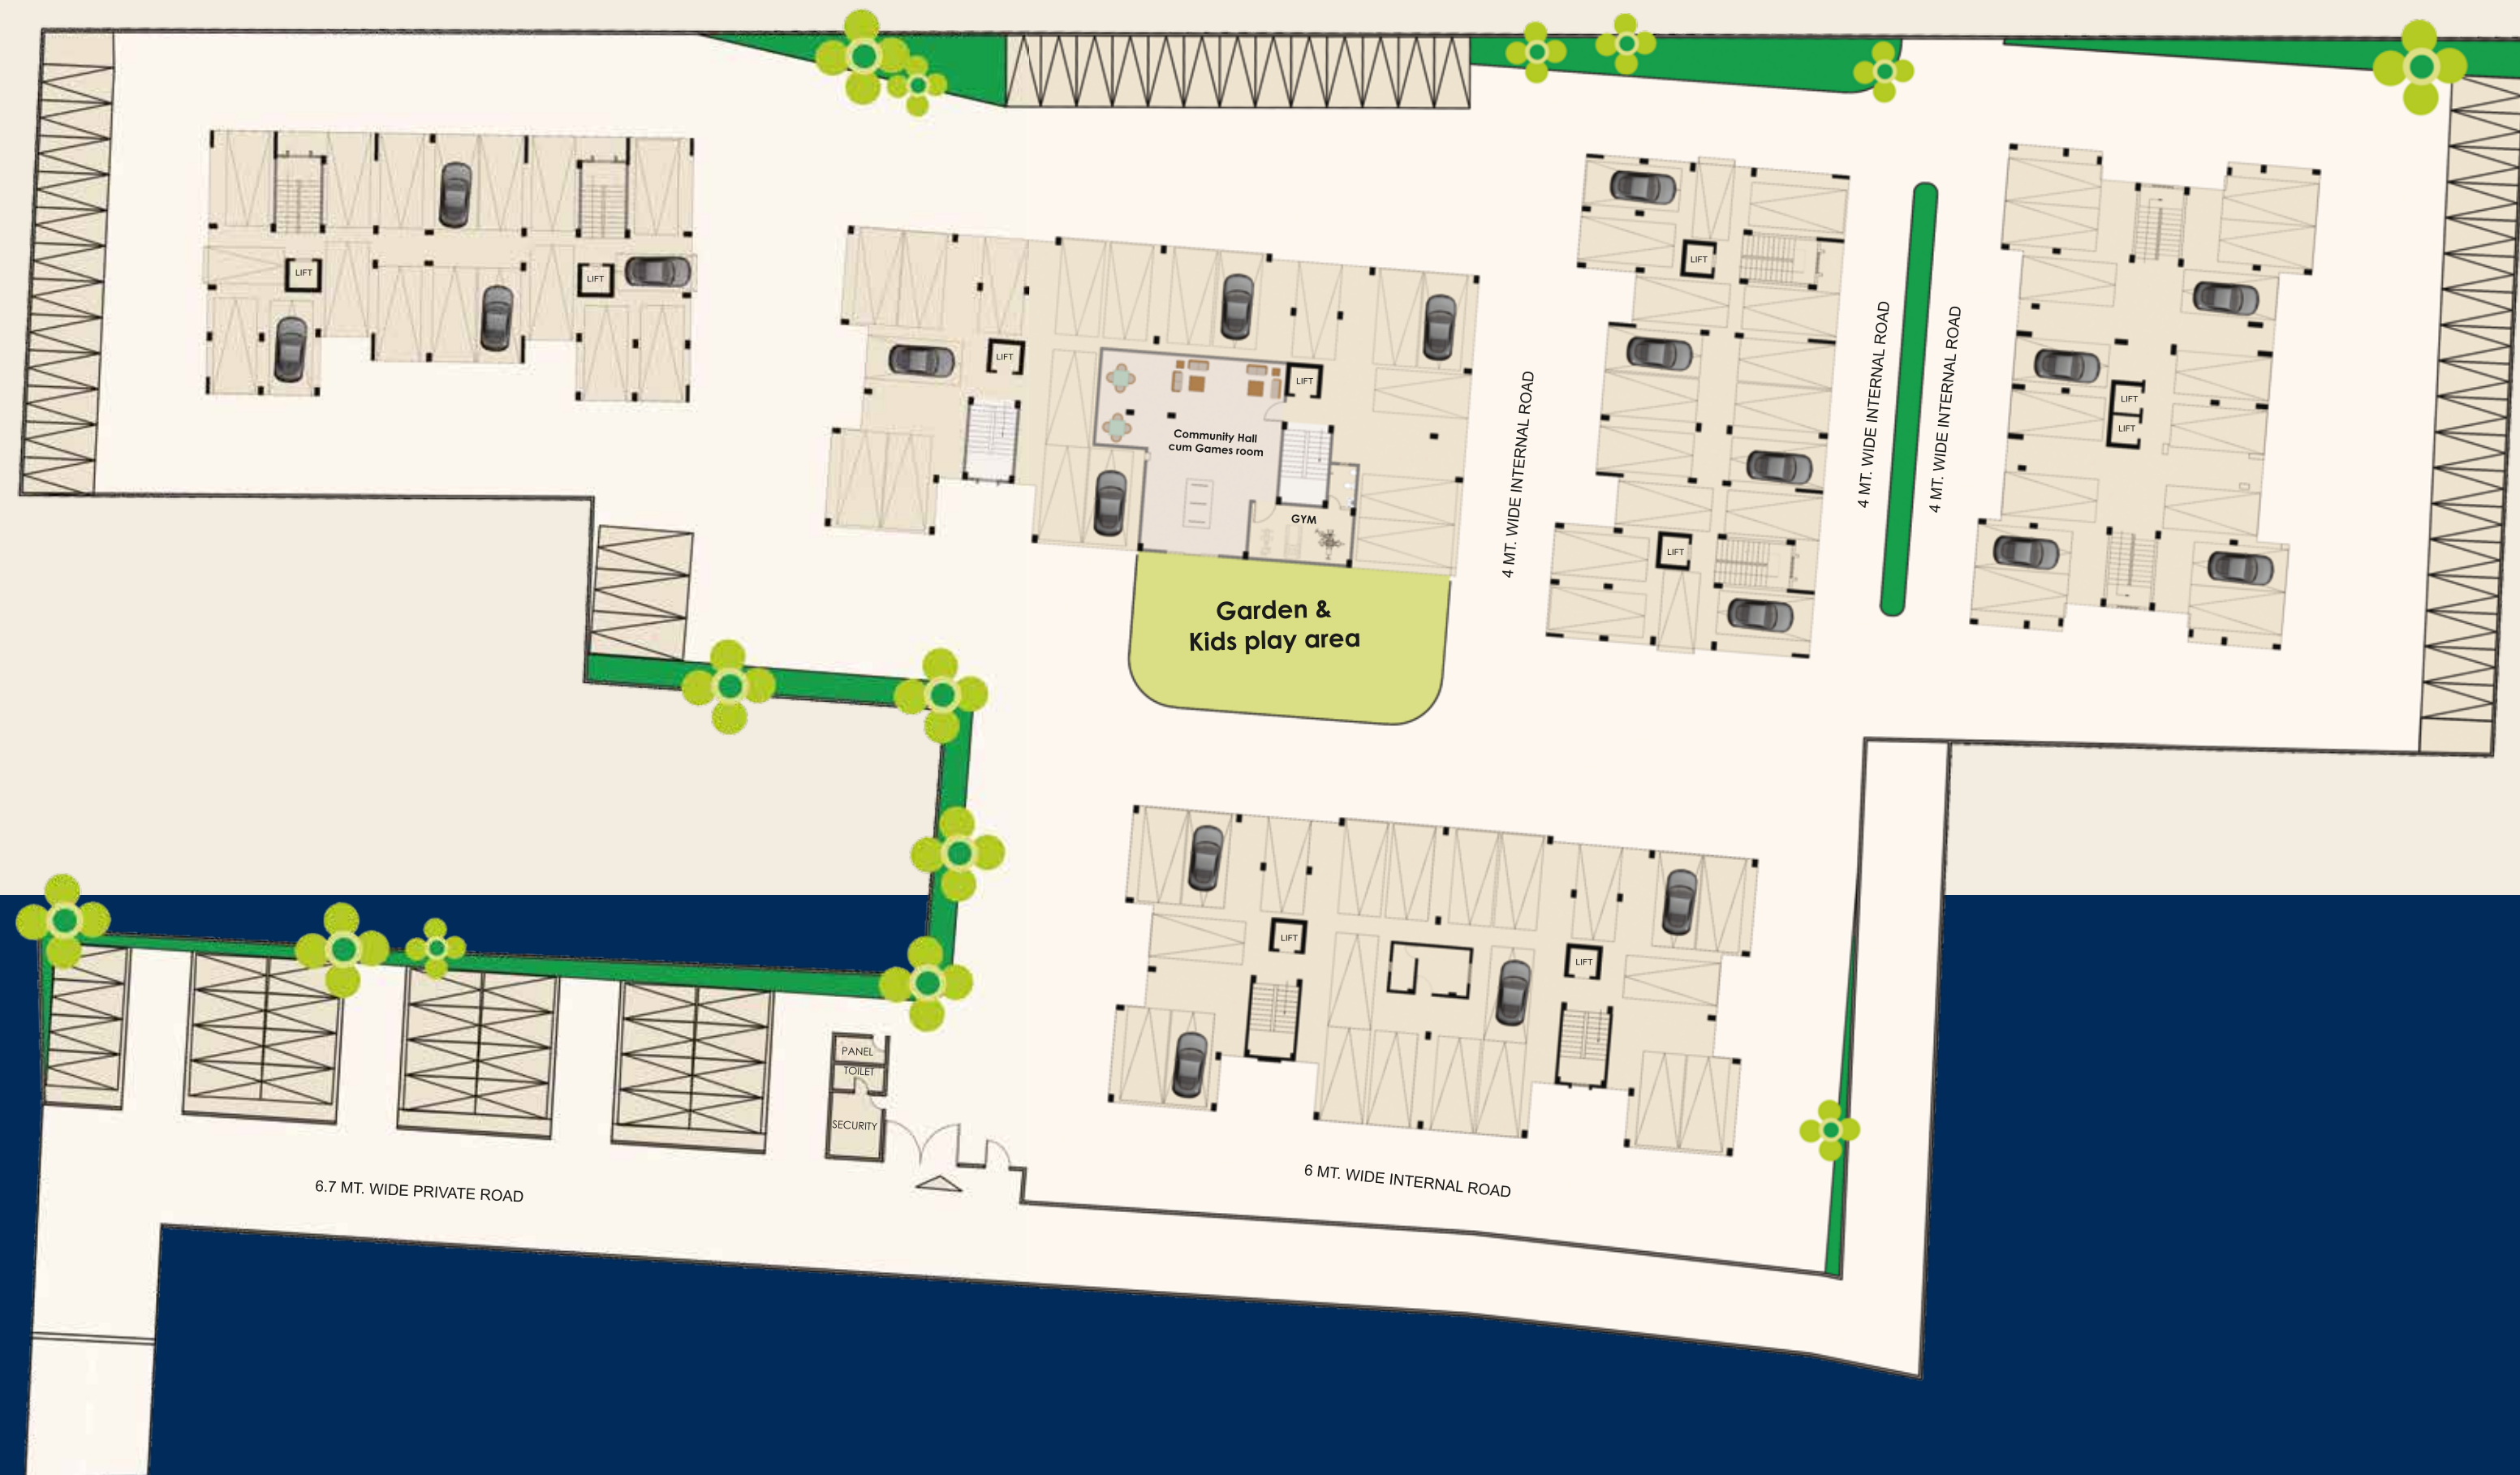 LIFT
LIFT
LIFT
LIFT
Community Hall
cum Games room
GYM
Garden &
Kids play area
4 MT. WIDE INTERNAL ROAD
LIFT
LIFT
4 MT. WIDE INTERNAL ROAD
4 MT. WIDE INTERNAL ROAD
LIFT
LIFT
LIFT
LIFT
PANEL
TOILET
SECURITY
6.7 MT. WIDE PRIVATE ROAD
6 MT. WIDE INTERNAL ROAD